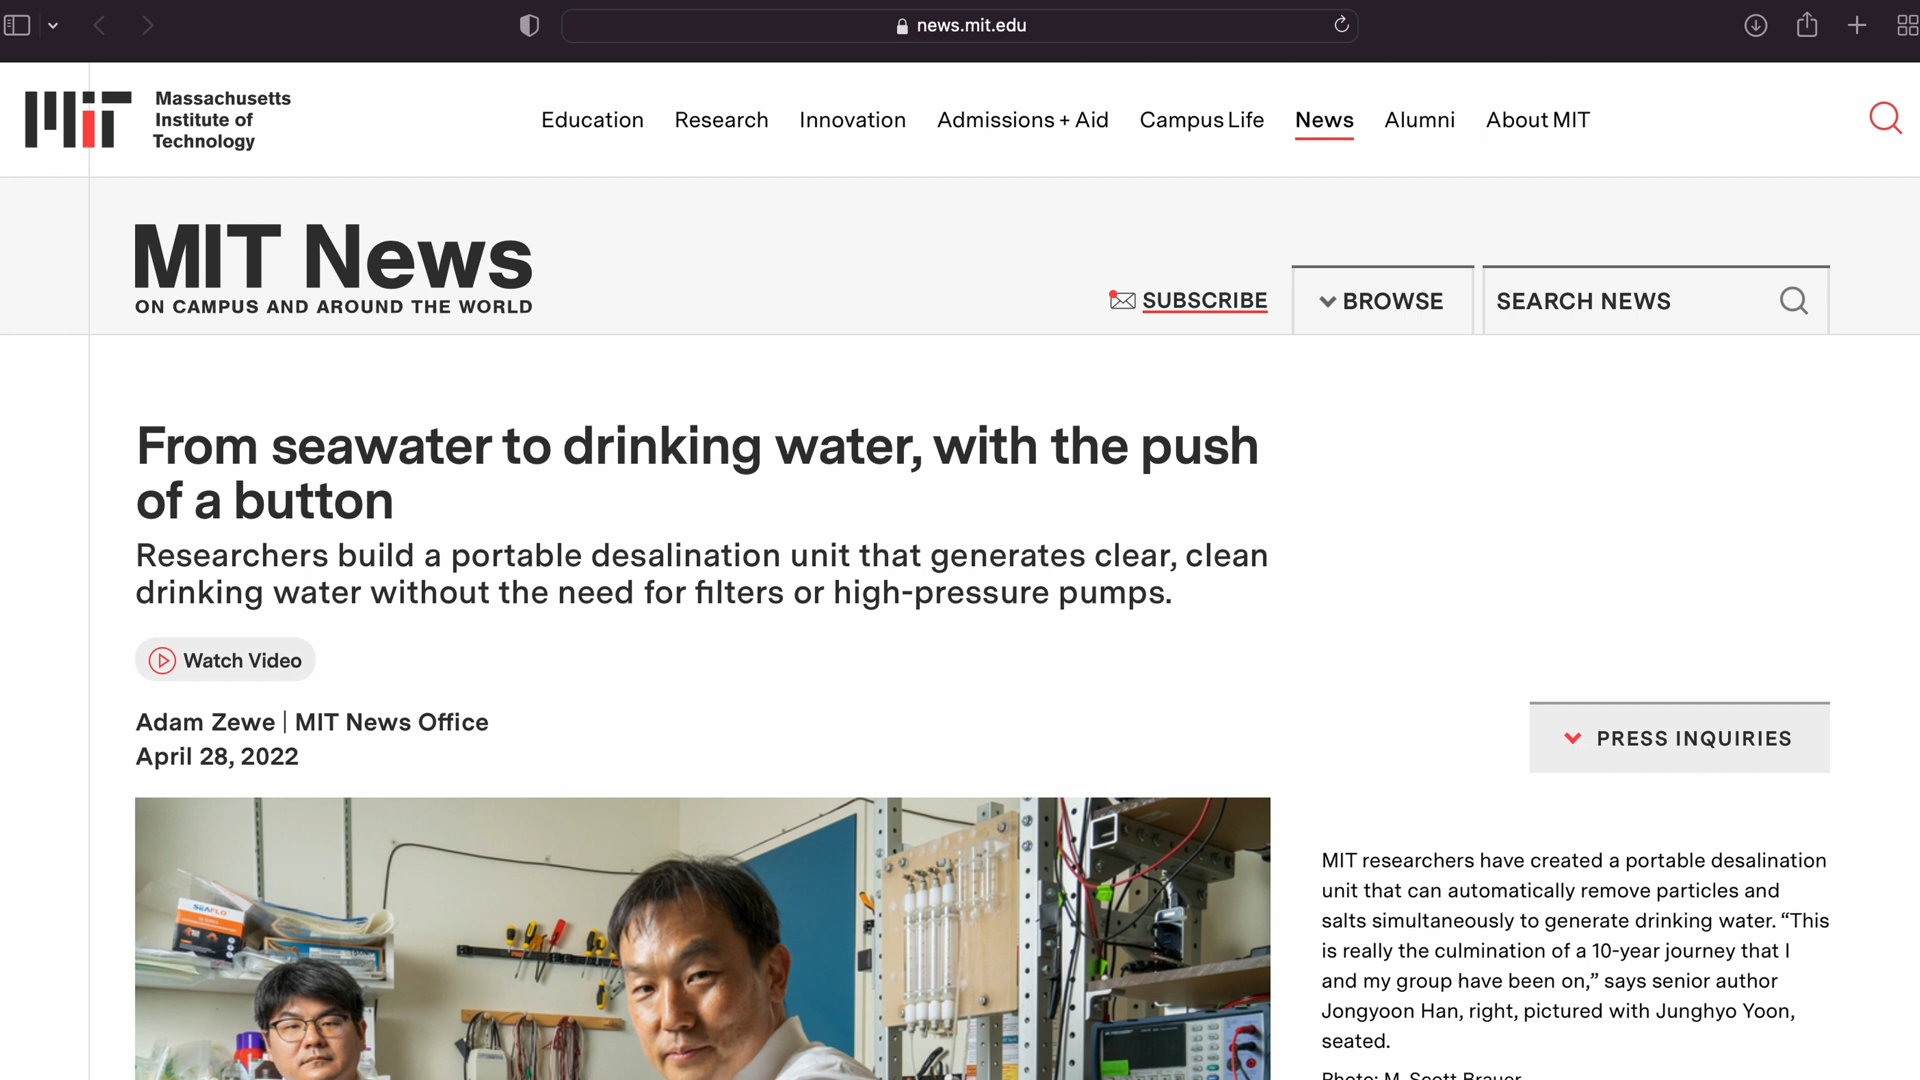 news.mit.edu
Massachusetts
Institute of
Technology
Education Research Innovation Admissions + Aid Campus Life News Alumni About MIT
MIT News
ON CAMPUS AND AROUND THE WORLD
SUBSCRIBE
BROWSE
SEARCH NEWS
From seawater to drinking water, with the push
of a button
Researchers build a portable desalination unit that generates clear, clean
drinking water without the need for filters or high-pressure pumps.
Watch Video
Adam Zewe | MIT News Office
April 28, 2022
PRESS INQUIRIES
SEAFLO
MIT researchers have created a portable desalination
unit that can automatically remove particles and
salts simultaneously to generate drinking water. “This
is really the culmination of a 10-year journey that I
and my group have been on,” says senior author
Jongyoon Han, right, pictured with Junghyo Yoon,
seated.
Photo: M. Scott Brauer